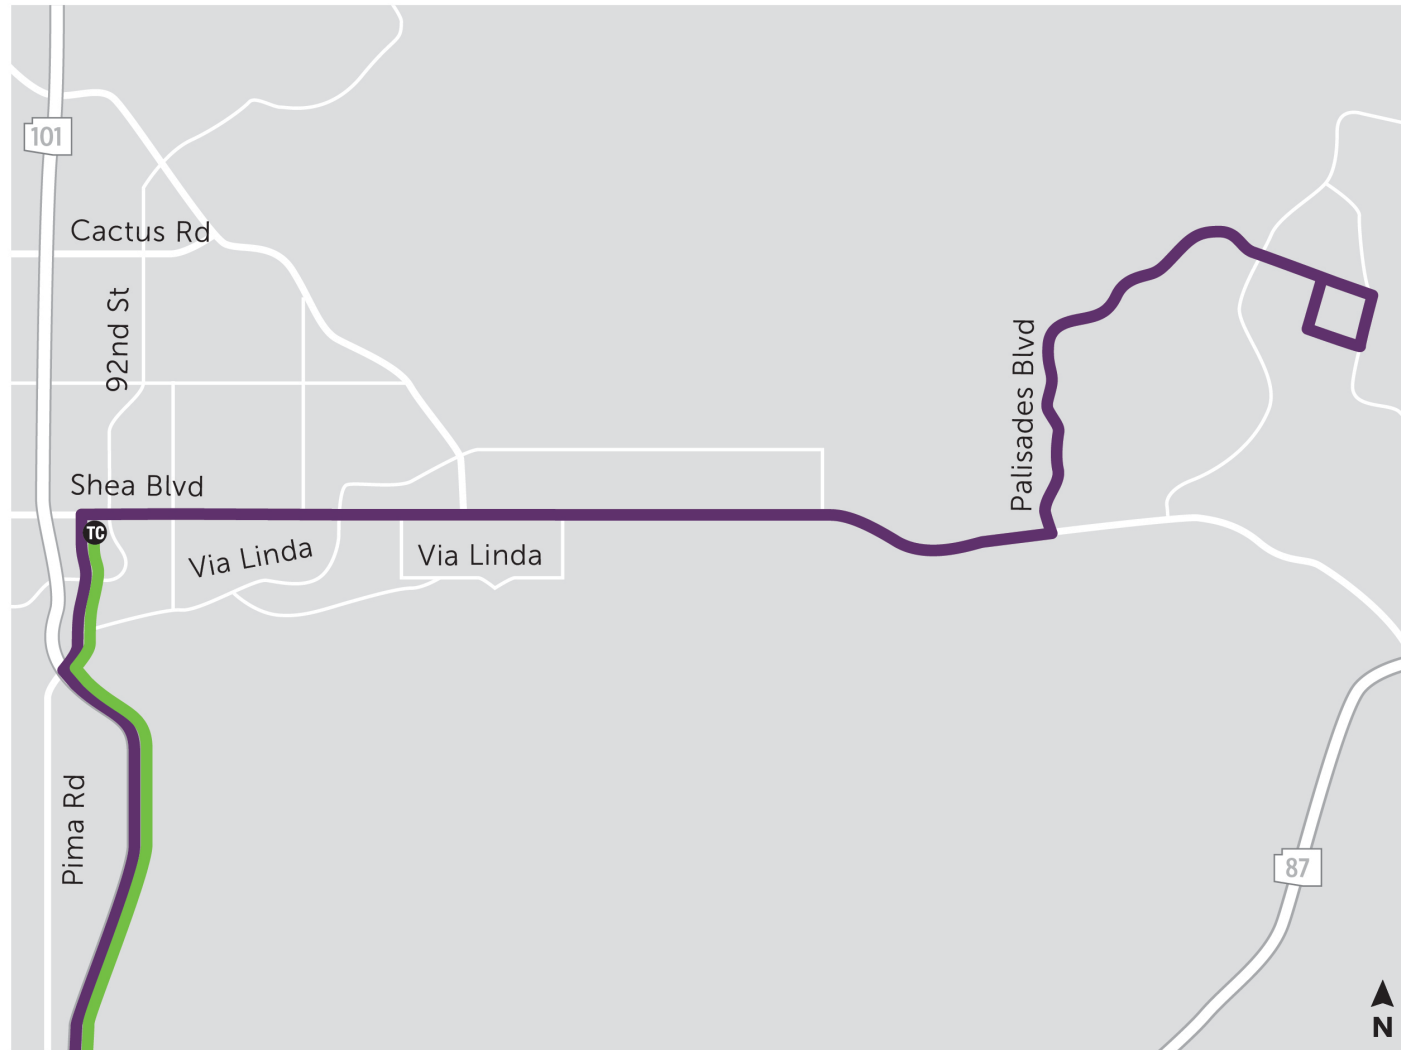 101
Cactus Rd
92nd St
Palisades Blvd
Shea Blvd
TC
Via Linda
Via Linda
Pima Rd
87
N